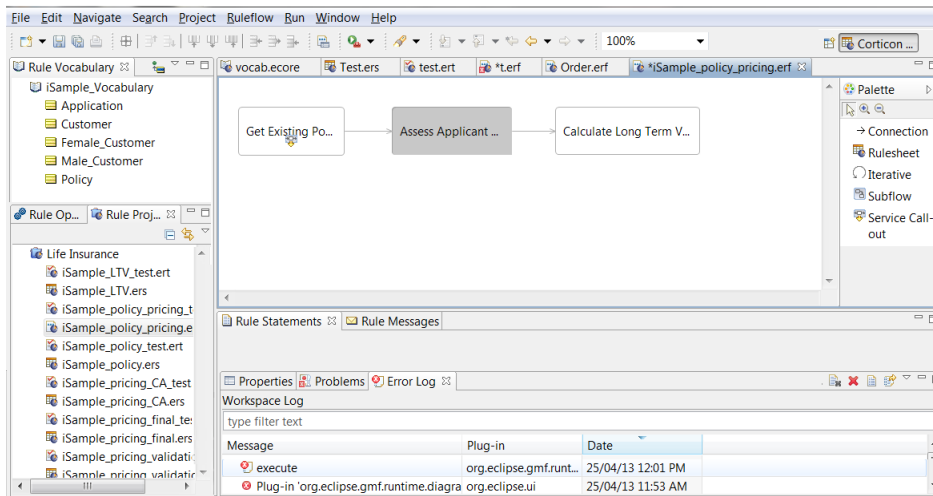 File Edit Navigate Search Project Ruleflow Run Window Help
100%
Corticon ...
Rule Vocabulary
iSample_Vocabulary
Application
Customer
Female_Customer
Male_Customer
Policy
vocab.ecore Test.ers test.ert *t.erf Order.erf *iSample_policy_pricing.erf
Get Existing Po... Assess Applicant ... Calculate Long Term V...
Palette
Connection
Rulesheet
Iterative
Subflow
Service Call-
out
Rule Op... Rule Proj...
Life Insurance
iSample_LTV_test.ert
iSample_LTV.ers
iSample_policy_pricing_t
iSample_policy_pricing.e
iSample_policy_test.ert
iSample_policy.ers
iSample_pricing_CA_test
iSample_pricing_CA.ers
iSample_pricing_final_te
iSample_pricing_final.ers
iSample_pricing_validati
iSample_pricing_validatic
Rule Statements Rule Messages
Properties Problems Error Log
Workspace Log
type filter text
Message Plug-in Date
execute org.eclipse.gmf.runt... 25/04/13 12:01 PM
Plug-in 'org.eclipse.gmf.runtime.diagra org.eclipse.ui 25/04/13 11:53 AM